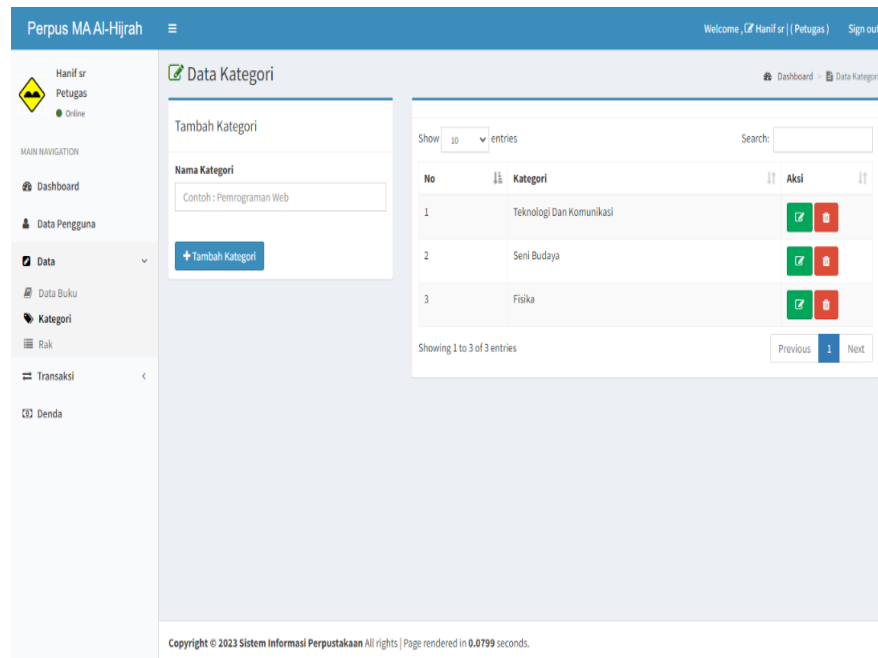 Perpus MA Al-Hijrah
Welcome , Hanif sr | ( Petugas ) Sign out
Hanif sr
Petugas
Online
MAIN NAVIGATION
Dashboard
Data Pengguna
Data
Data Buku
Kategori
Rak
Transaksi
Denda
Data Kategori
Dashboard > Data Kategori
Tambah Kategori
Nama Kategori
Contoh : Pemrograman Web
Tambah Kategori
Show 10 entries Search:
No Kategori Aksi
1 Teknologi Dan Komunikasi
2 Seni Budaya
3 Fisika
Showing 1 to 3 of 3 entries Previous 1 Next
Copyright © 2023 Sistem Informasi Perpustakaan All rights | Page rendered in 0.0799 seconds.